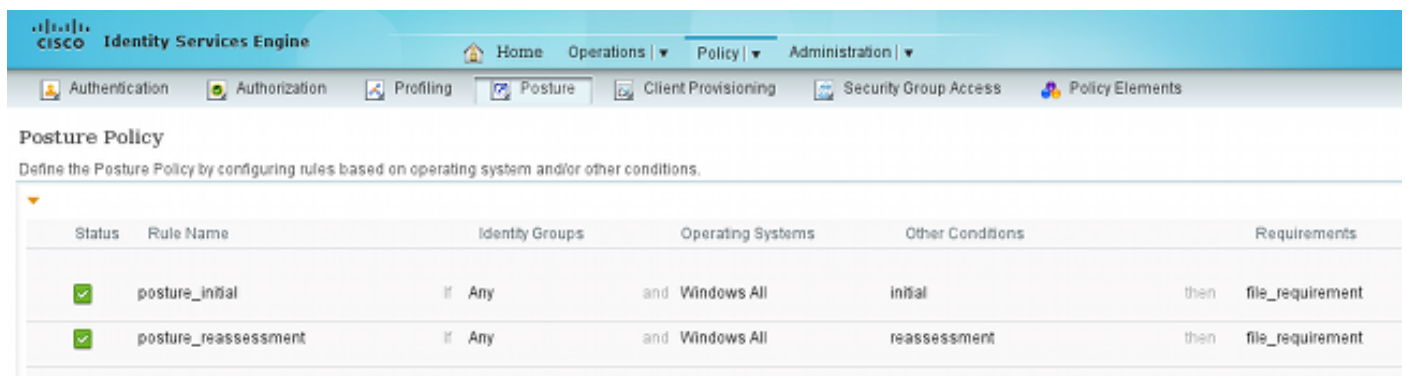 CISCO Identity Services Engine
Home Operations | ▼ Policy | ▼ Administration | ▼
Authentication Authorization Profiling Posture Client Provisioning Security Group Access Policy Elements
Posture Policy
Define the Posture Policy by configuring rules based on operating system and/or other conditions.
Status Rule Name Identity Groups Operating Systems Other Conditions Requirements
posture_initial If Any and Windows All initial then file_requirement
posture_reassessment If Any and Windows All reassessment then file_requirement